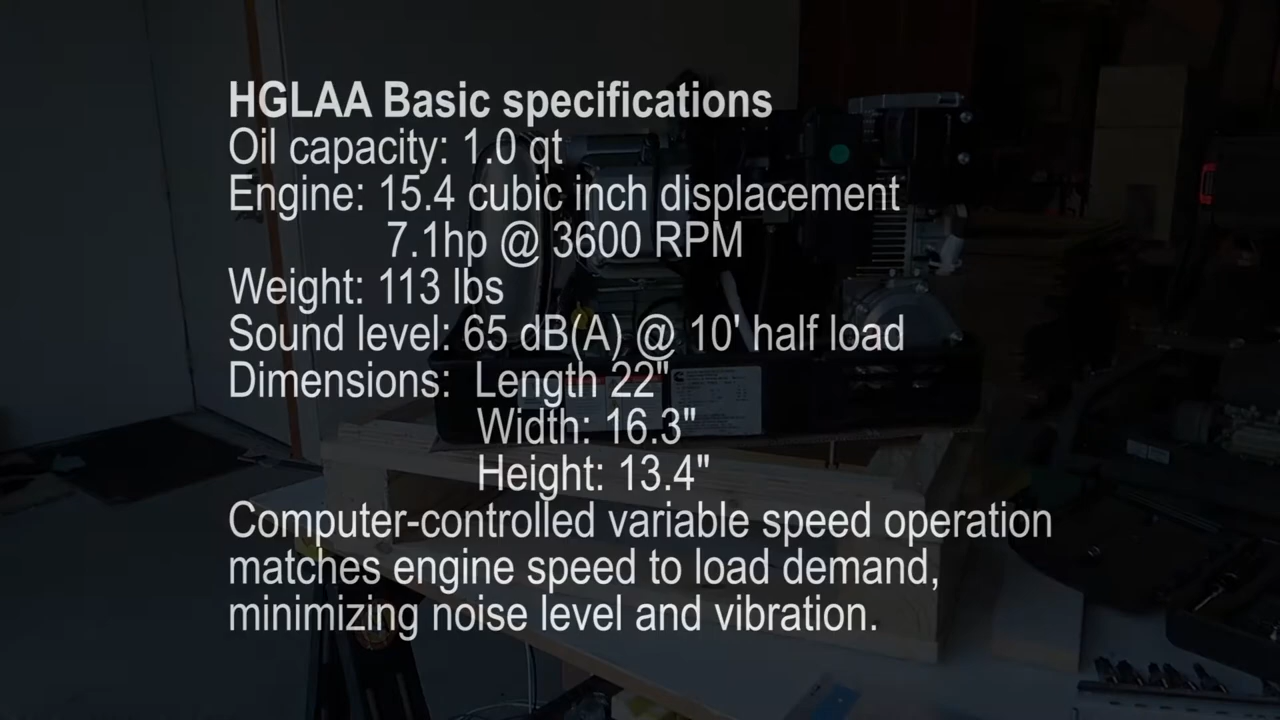 HGLAA Basic specifications
Oil capacity: 1.0 qt
Engine: 15.4 cubic inch displacement
7.1hp @ 3600 RPM
Weight: 113 lbs
Sound level: 65 dB(A) @ 10' half load
Dimensions: Length 22"
Width: 16.3"
Height: 13.4"
Computer-controlled variable speed operation
matches engine speed to load demand,
minimizing noise level and vibration.